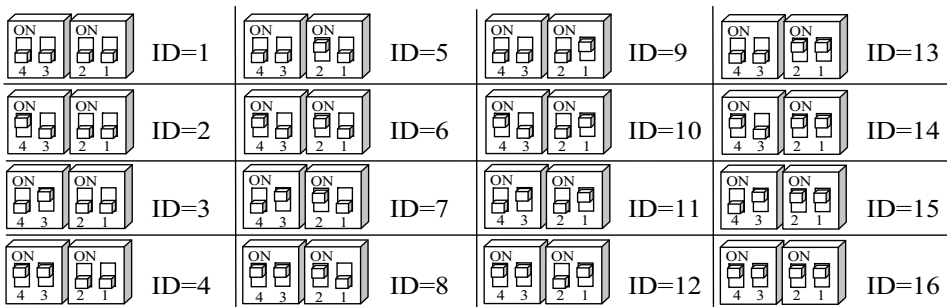 ON ON ON ON ON ON ON ON
ID=1 ID=5 ID=9 ID=13
4 3 2 1 4 3 2 1 4 3 2 1 4 3 2 1
ON ON ON ON ON ON ON ON
ID=2 ID=6 ID=10 ID=14
4 3 2 1 4 3 2 1 4 3 2 1 4 3 2 1
ON ON ON ON ON ON ON ON
ID=3 ID=7 ID=11 ID=15
4 3 2 1 4 3 2 1 4 3 2 1 4 3 2 1
ON ON ON ON ON ON ON ON
ID=4 ID=8 ID=12 ID=16
4 3 2 1 4 3 2 1 4 3 2 1 4 3 2 1